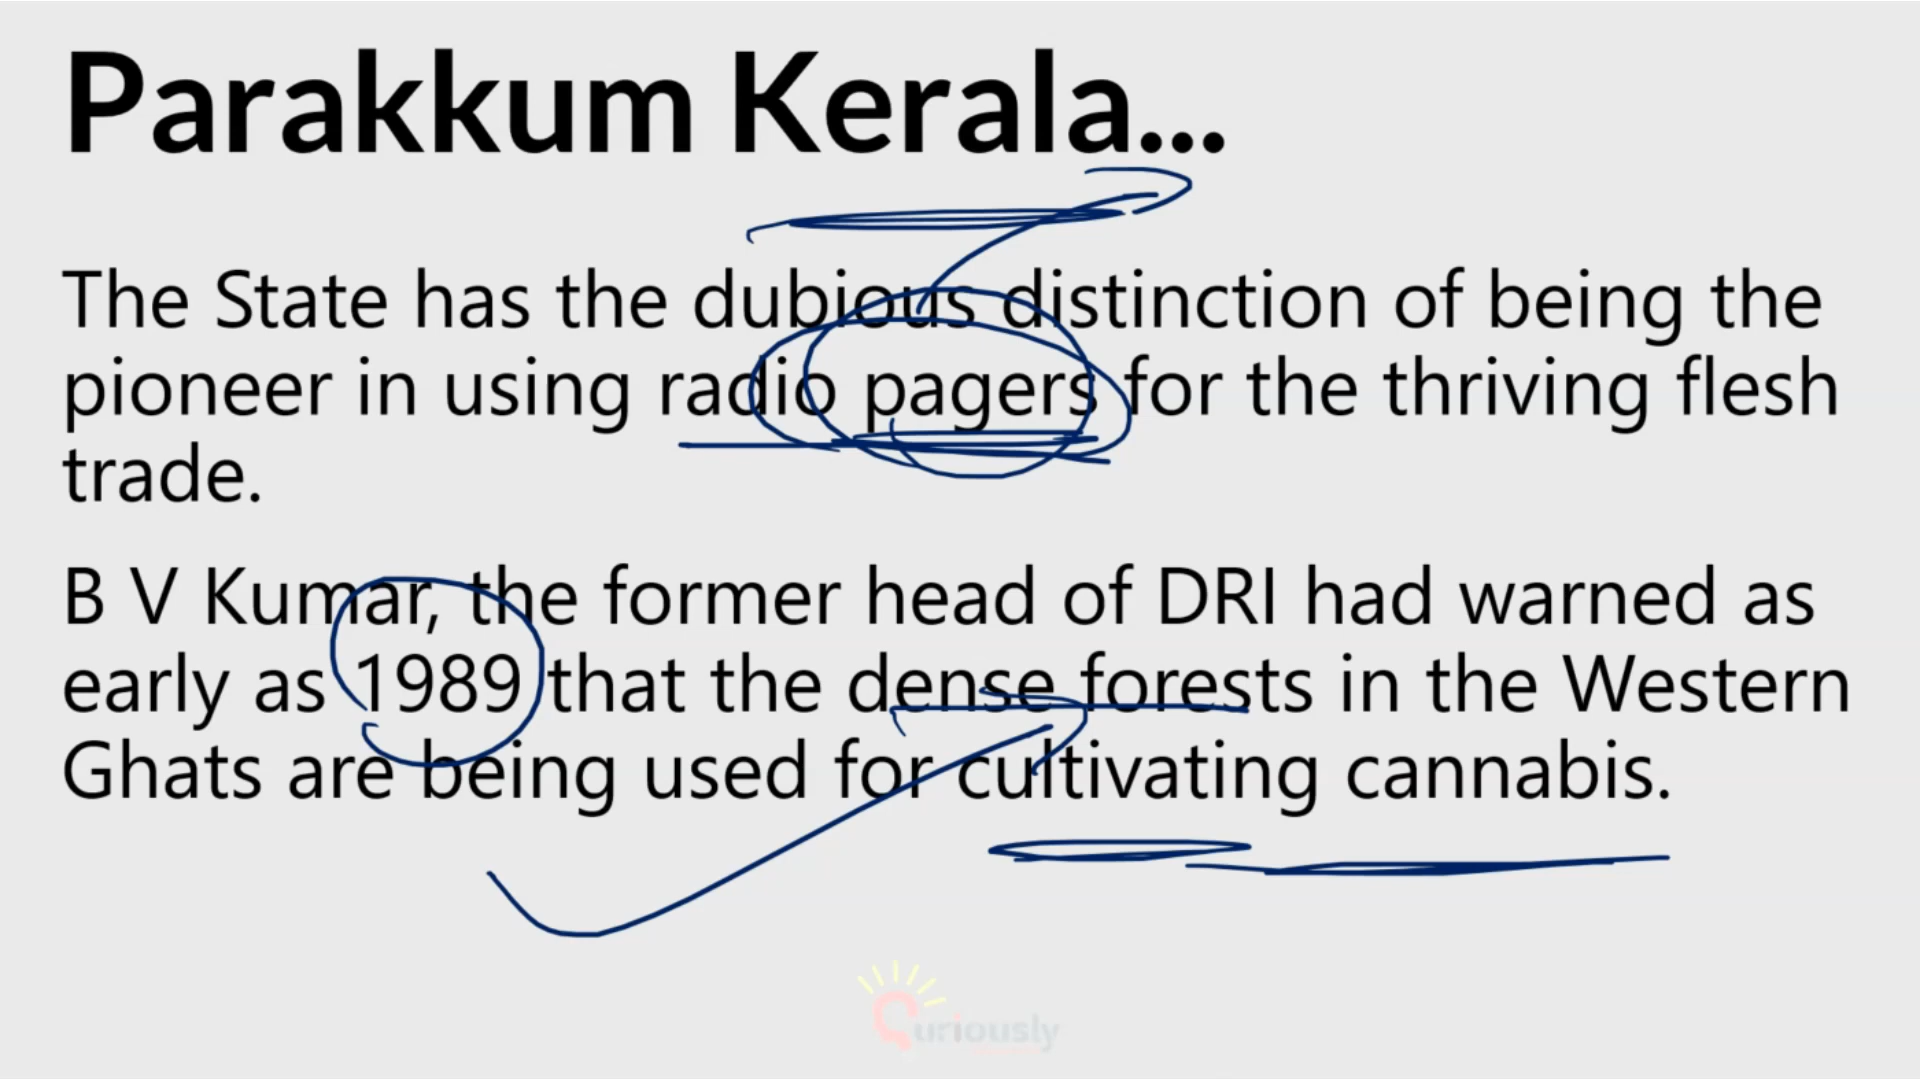 Parakkum Kerala...
The State has the dubious distinction of being the
pioneer in using radio pagers for the thriving flesh
trade.
B V Kumar, the former head of DRI had warned as
early as 1989 that the dense forests in the Western
Ghats are being used for cultivating cannabis.
Curiously